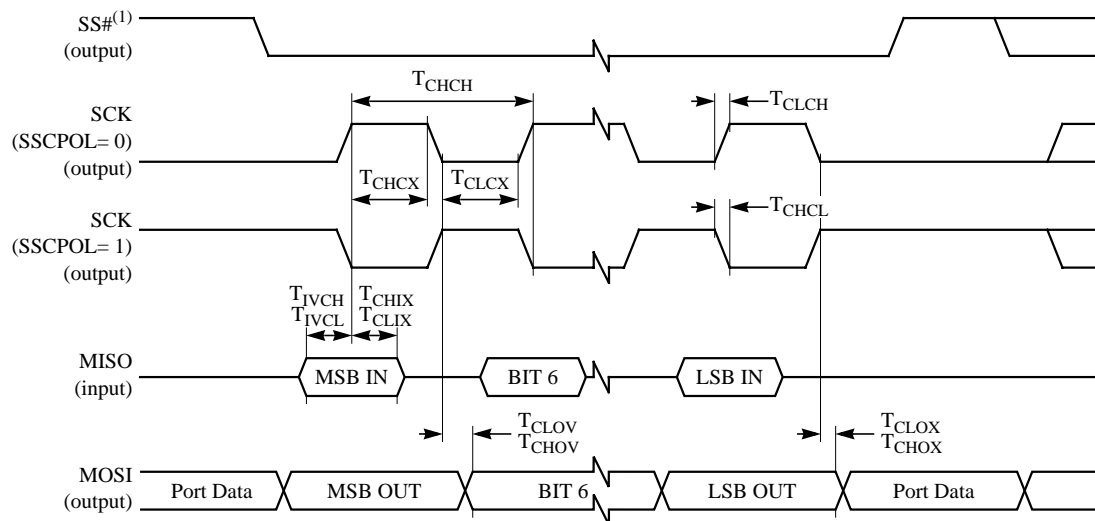 SS#(1)
(output)
TCHCH
TCLCH
SCK
(SSCPOL= 0)
(output)
TCHCX
TCLCX
TCHCL
SCK
(SSCPOL= 1)
(output)
TIVCH
TIVCL
TCHIX
TCLIX
MISO
(input)
MSB IN
BIT 6
LSB IN
TCLOV
TCHOV
TCLOX
TCHOX
MOSI
(output)
Port Data
MSB OUT
BIT 6
LSB OUT
Port Data